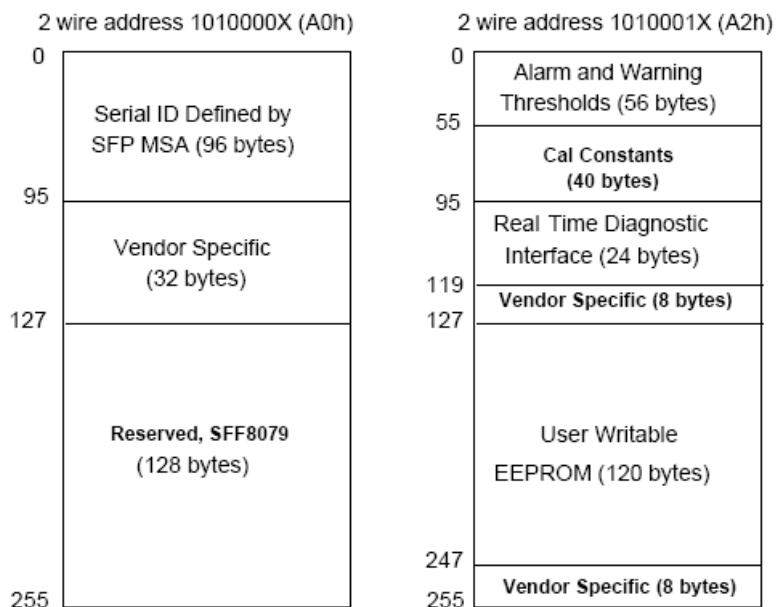 2 wire address 1010000X (A0h)
0
Serial ID Defined by
SFP MSA (96 bytes)
95
Vendor Specific
(32 bytes)
127
Reserved, SFF8079
(128 bytes)
255
2 wire address 1010001X (A2h)
0
Alarm and Warning
Thresholds (56 bytes)
55
Cal Constants
(40 bytes)
95
Real Time Diagnostic
Interface (24 bytes)
119
Vendor Specific (8 bytes)
127
User Writable
EEPROM (120 bytes)
247
Vendor Specific (8 bytes)
255